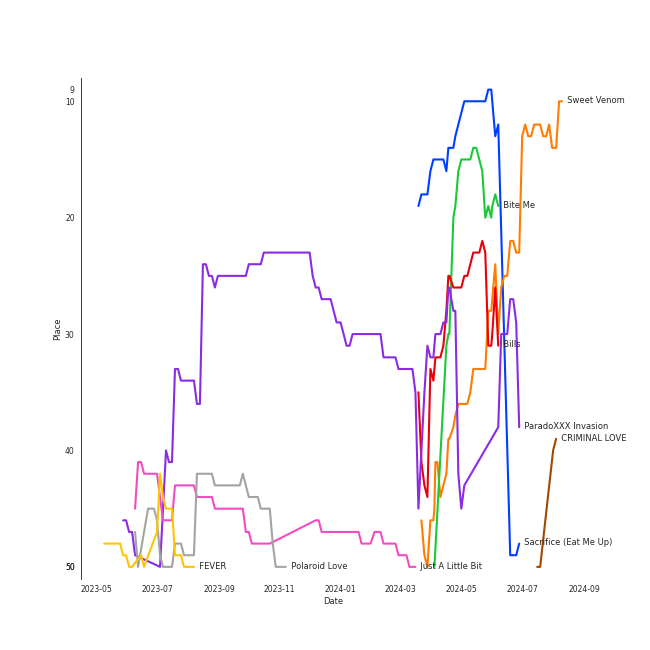 9
10
Sweet Venom
20
Bite Me
30
Bills
Place
ParadoXXX Invasion
CRIMINAL LOVE
40
Sacrifice (Eat Me Up)
50
FEVER
Polaroid Love
Just A Little Bit
2023-05
2023-07
2023-09
2023-11
2024-01
2024-03
2024-05
2024-07
2024-09
Date